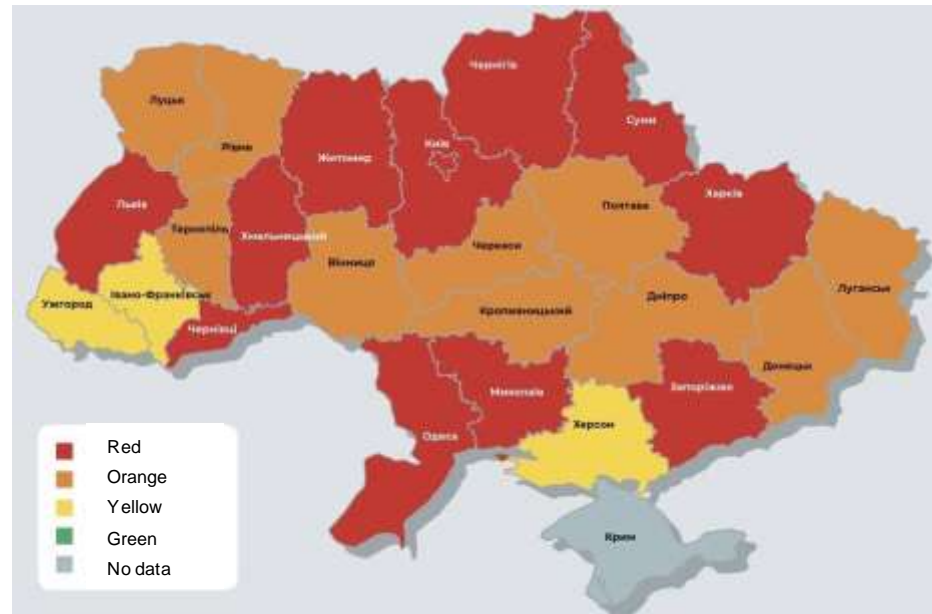 Чернігів
Луцьк
Суми
Рівне
Житомир
Київ
Харків
Львів
Полтава
Тернопіль
Хмельницький
Черкаси
Вінниця
Луганськ
Івано-Франківськ
Ужгород
Дніпро
Кропивницький
Чернівці
Донецьк
Запоріжжя
Миколаїв
Херсон
Одеса
Крим
Red
Orange
Yellow
Green
No data